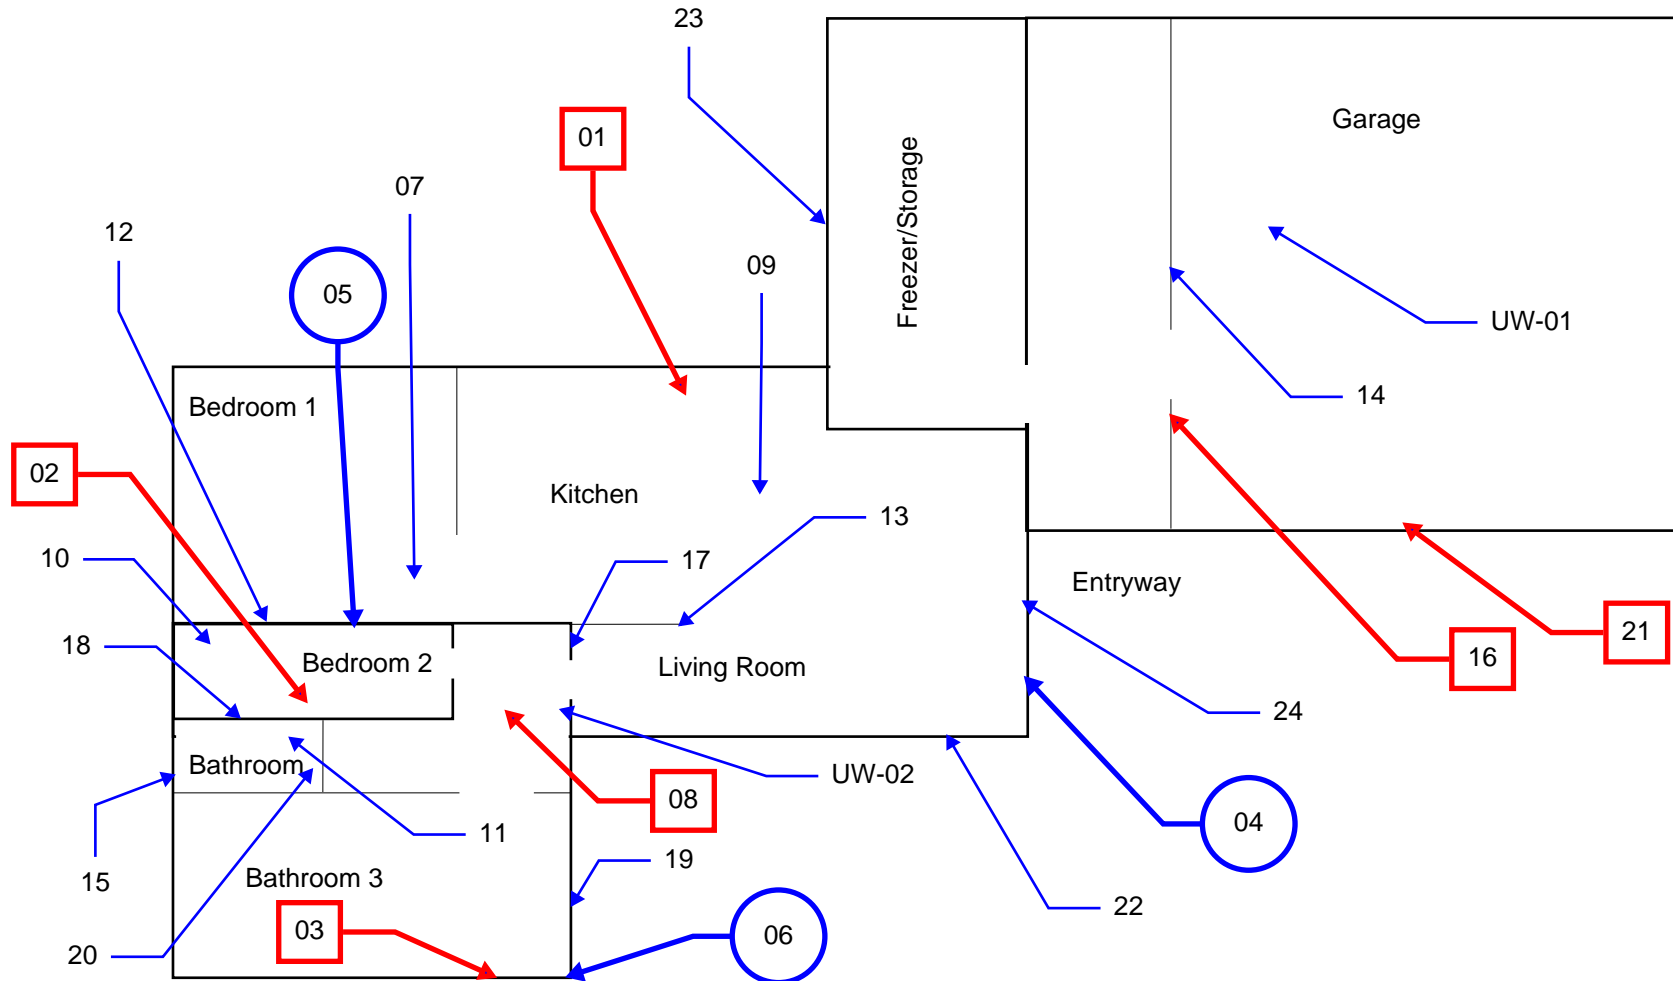 23
Garage
01
Freezer/Storage
07
12
09
05
UW-01
14
Bedroom 1
02
Kitchen
13
10
17
Entryway
18
Bedroom 2
Living Room
16
21
24
Bathroom
UW-02
08
04
11
15
19
Bathroom 3
22
03
06
20